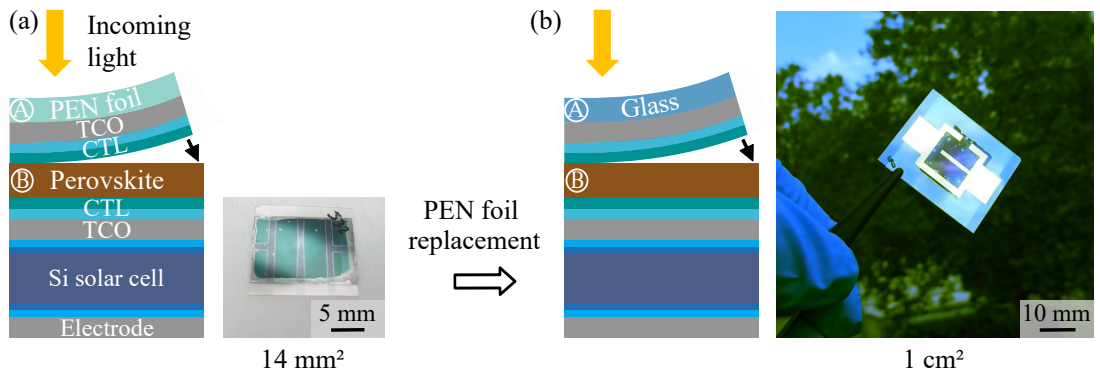 (a)
Incoming
light
Ⓐ PEN foil
TCO
CTL
Ⓑ Perovskite
CTL
TCO
Si solar cell
Electrode
5 mm
14 mm²
PEN foil
replacement
(b)
Ⓐ Glass
Ⓑ
10 mm
1 cm²